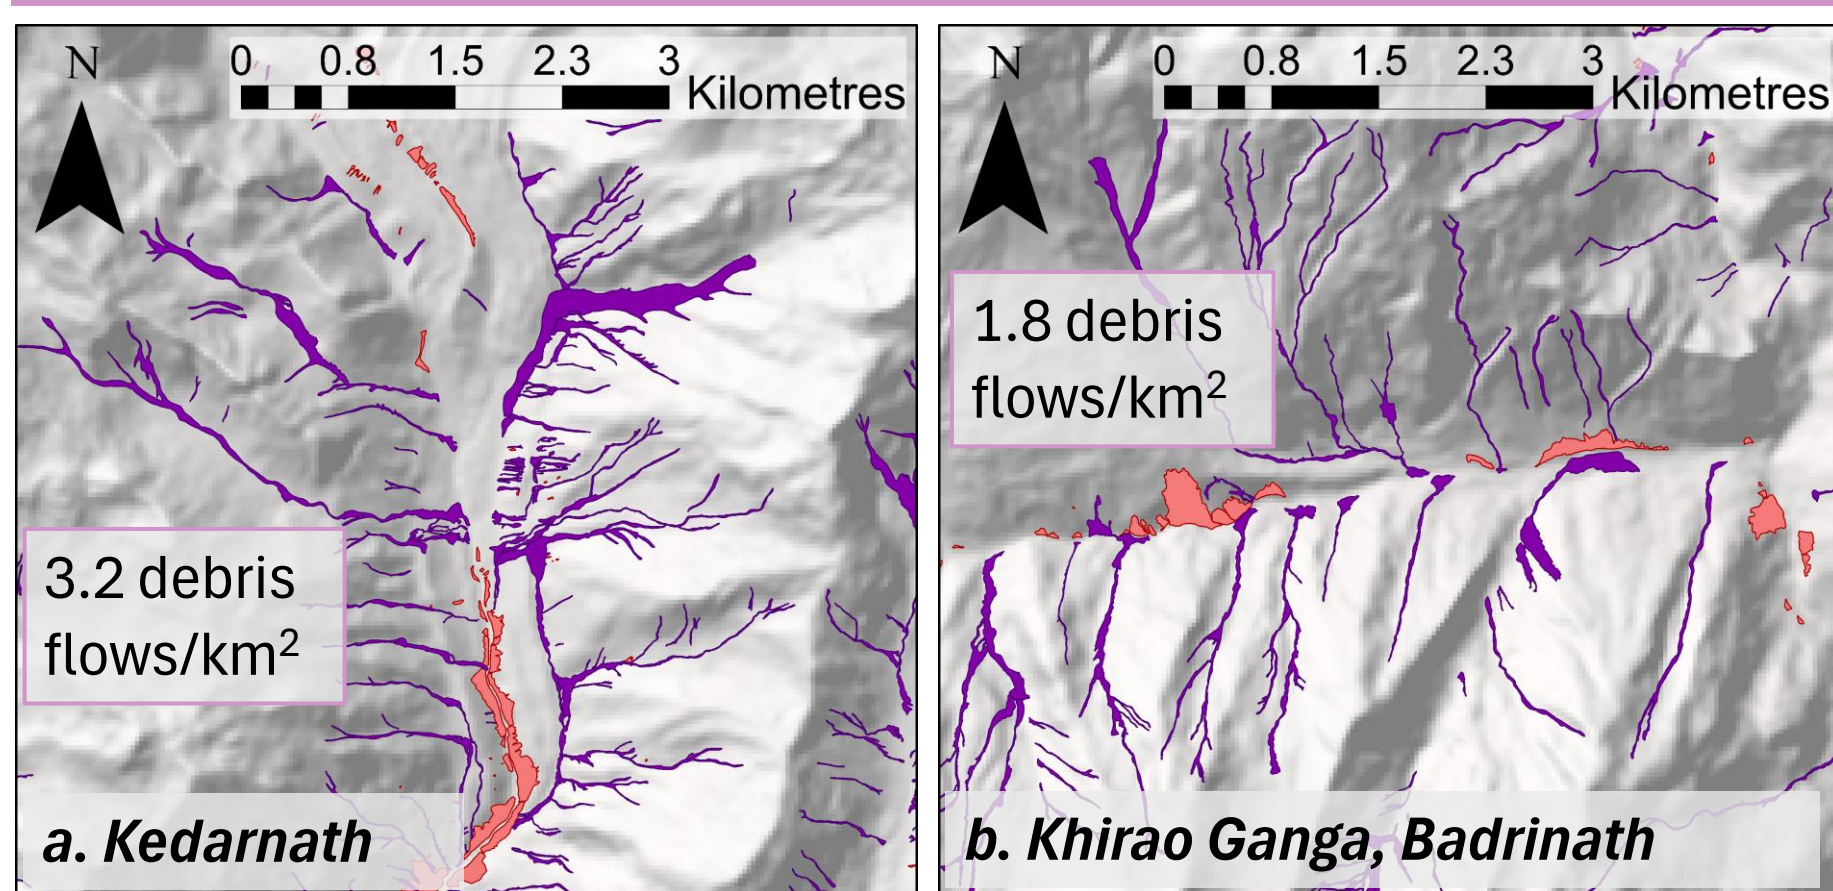 N
0 0.8 1.5 2.3 3
Kilometres
3.2 debris
flows/km²
a. Kedarnath
N
0 0.8 1.5 2.3 3
Kilometres
1.8 debris
flows/km²
b. Khirao Ganga, Badrinath